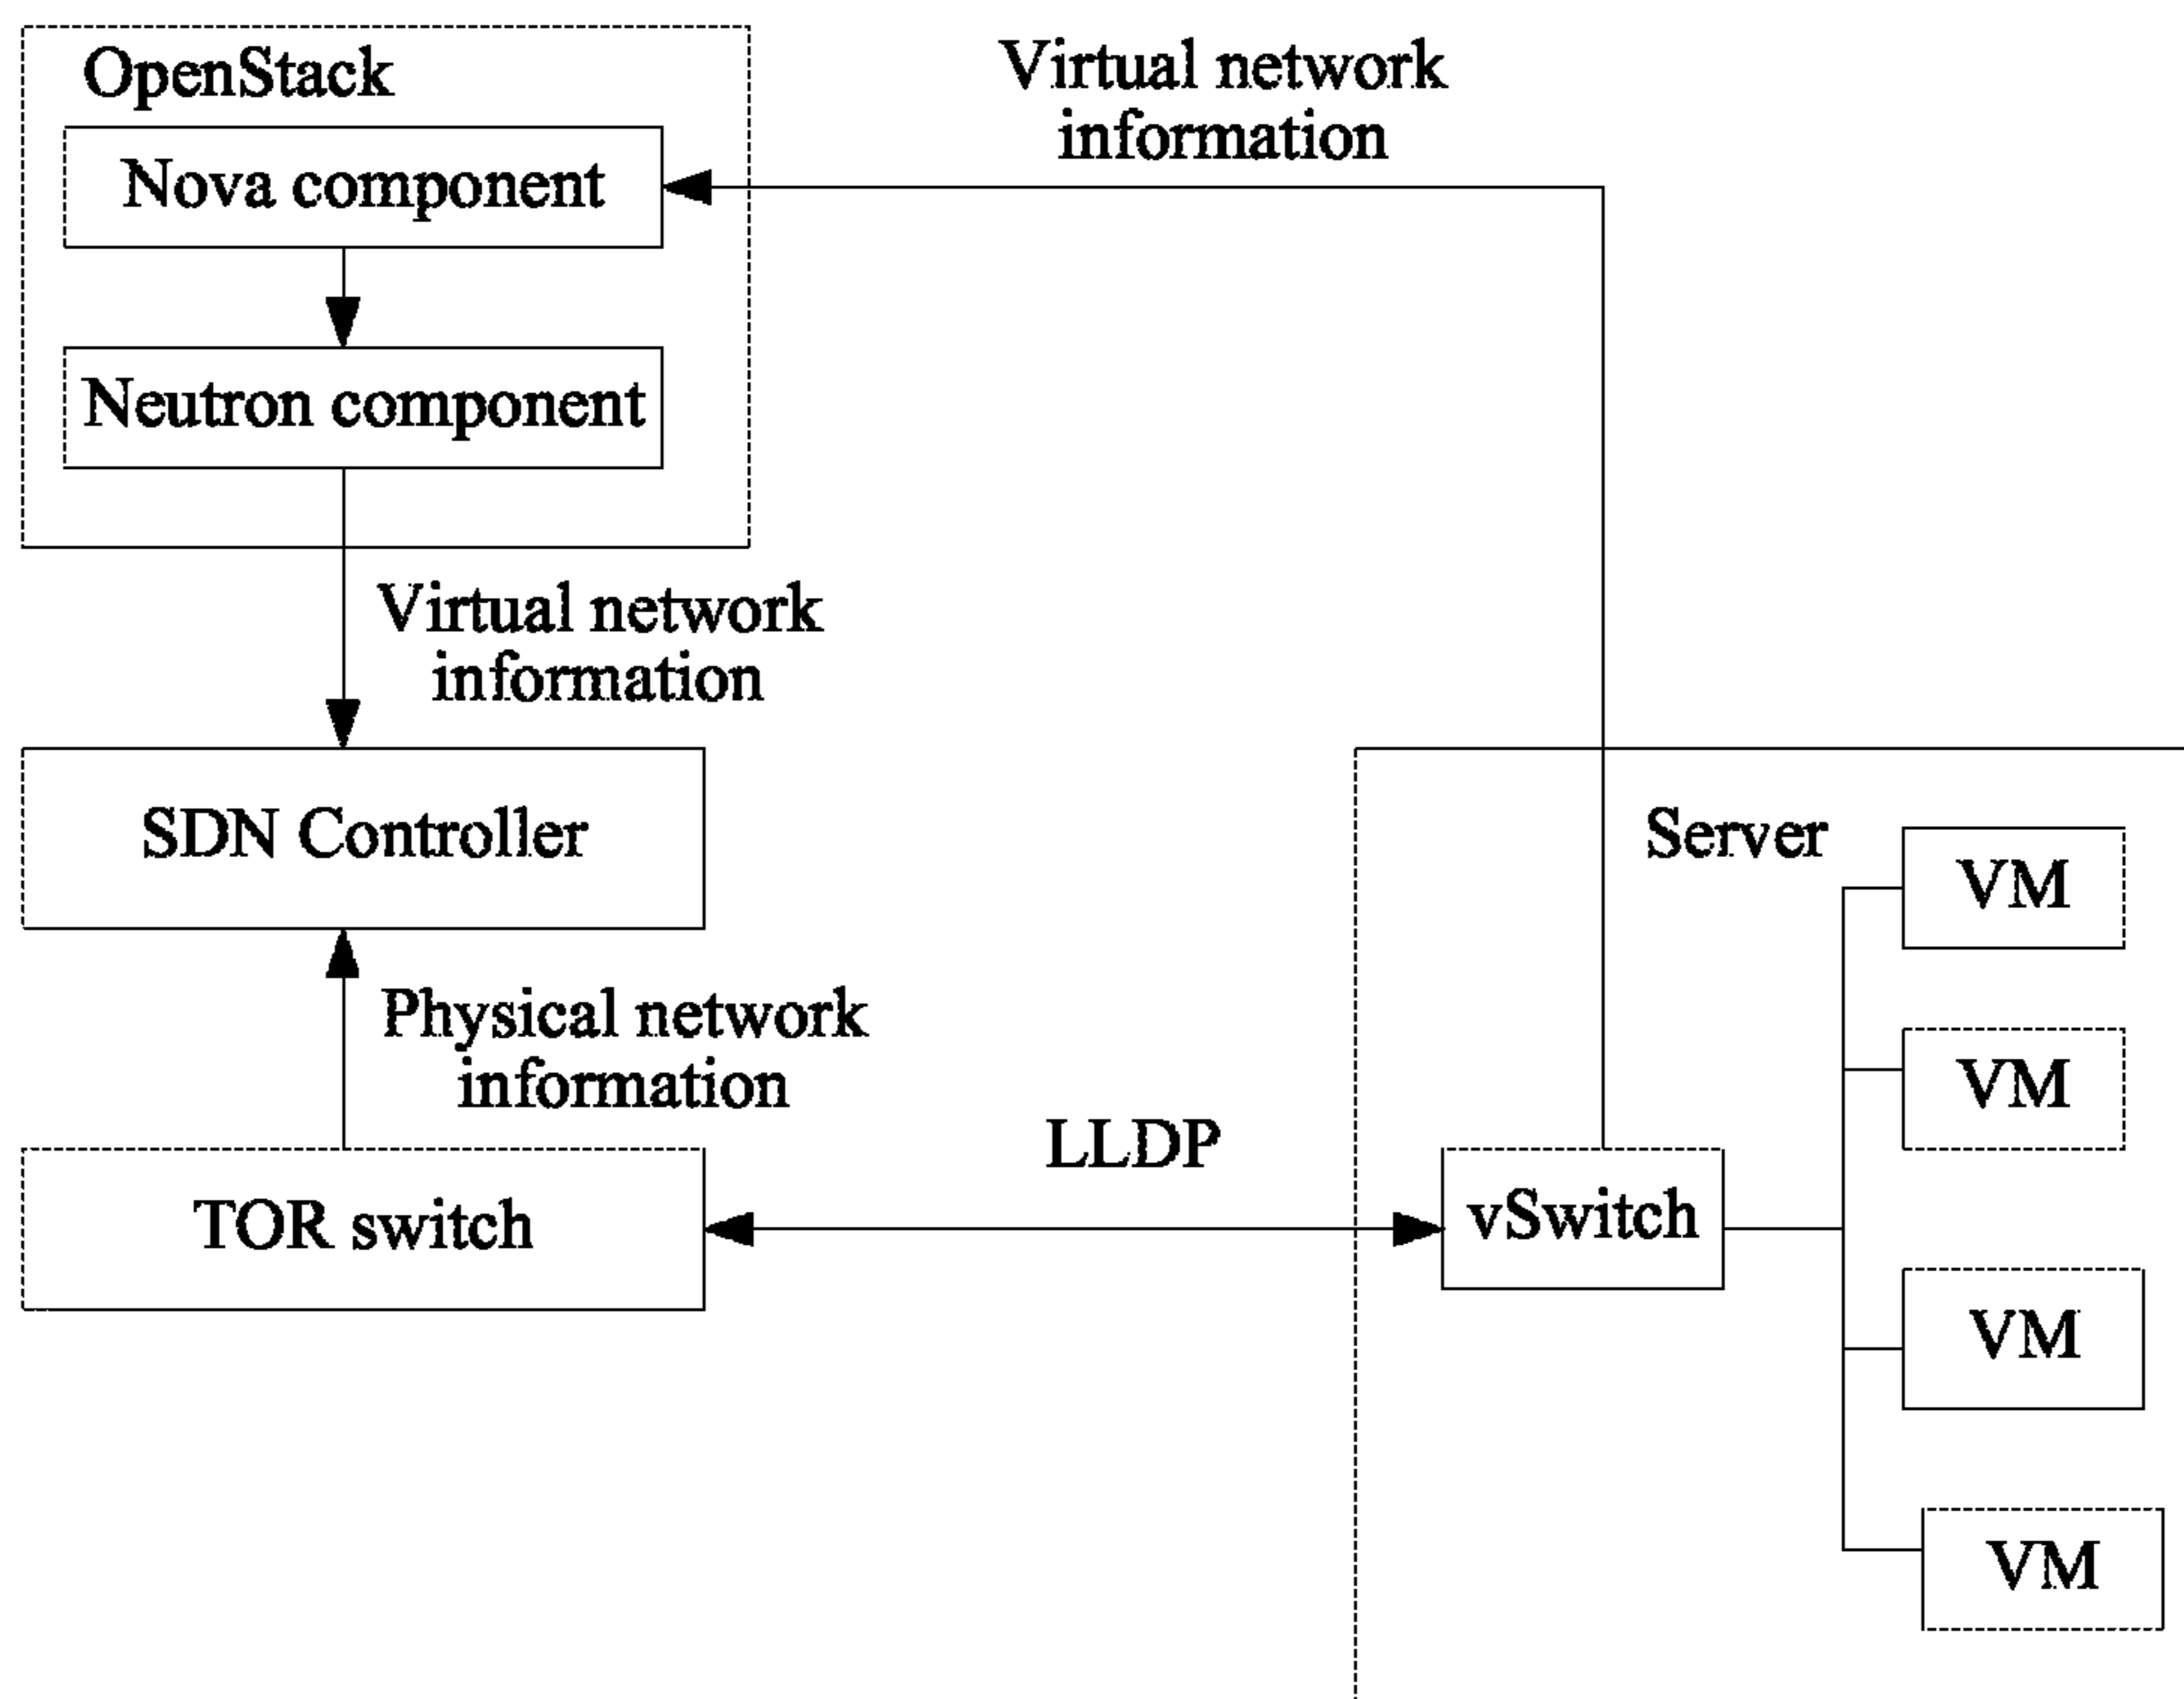 OpenStack
Virtual network
information
Nova component
Neutron component
Virtual network
information
SDN Controller
Server
VM
Physical network
information
VM
LLDP
TOR switch
vSwitch
VM
VM